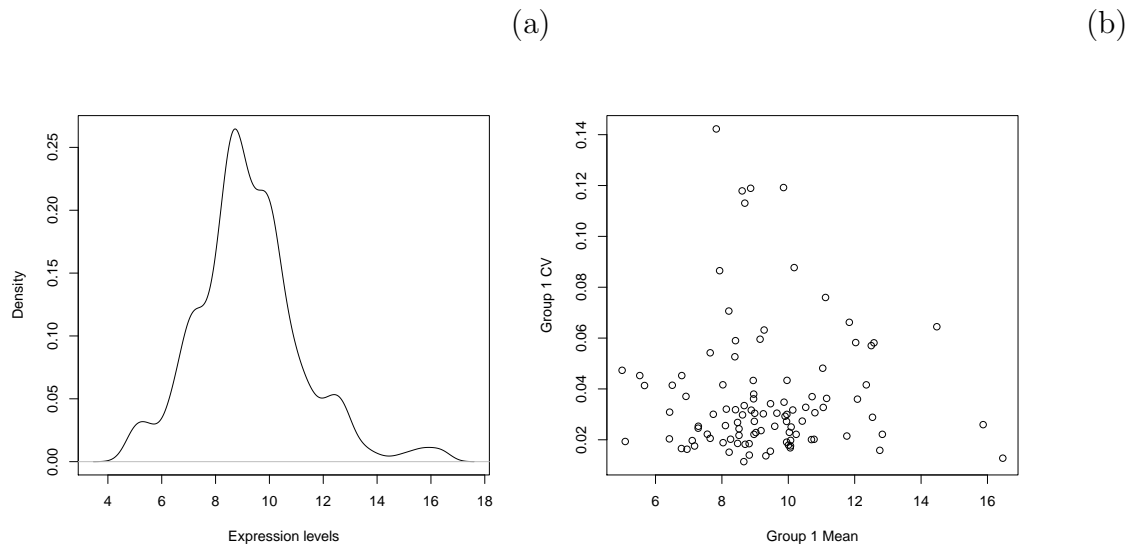 (a)
(b)
0.25
0.20
0.15
0.10
0.05
0.00
Density
4 6 8 10 12 14 16 18
Expression levels
0.14
0.12
0.10
0.08
0.06
0.04
0.02
Group 1 CV
6 8 10 12 14 16
Group 1 Mean